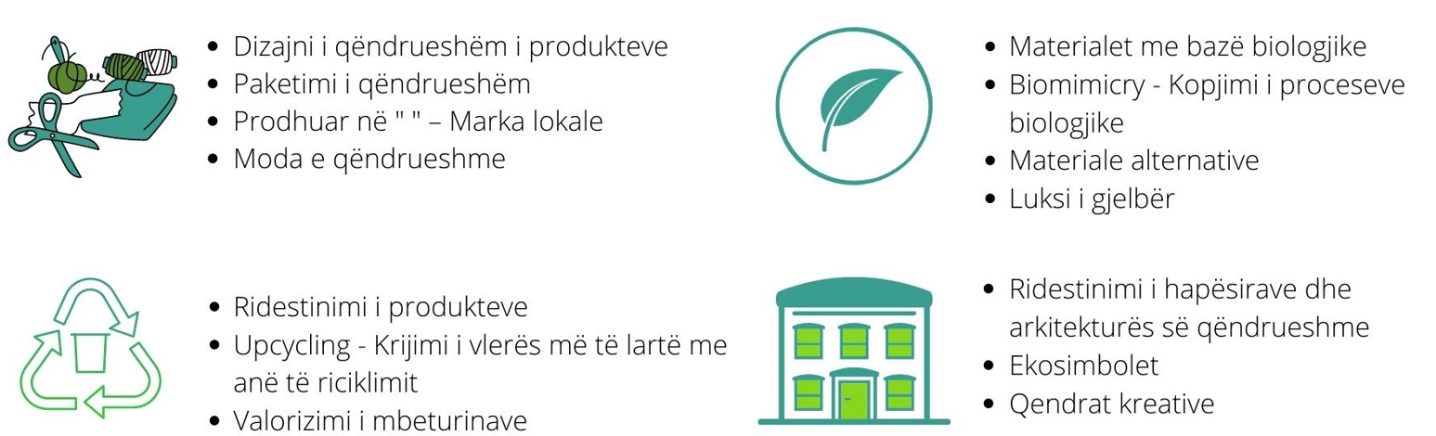 • Dizajni i qëndrueshëm i produkteve
• Paketimi i qëndrueshëm
• Prodhuar në " " – Marka lokale
• Moda e qëndrueshme
• Materialet me bazë biologjike
• Biomimicry - Kopjimi i proceseve
biologjike
• Materiale alternative
• Luksi i gjelbër
• Ridestinimi i produkteve
• Upcycling - Krijimi i vlerës më të lartë me
anë të riciklimit
• Valorizimi i mbeturinave
• Ridestinimi i hapësirave dhe
arkitekturës së qëndrueshme
• Ekosimbolet
• Qendrat kreative